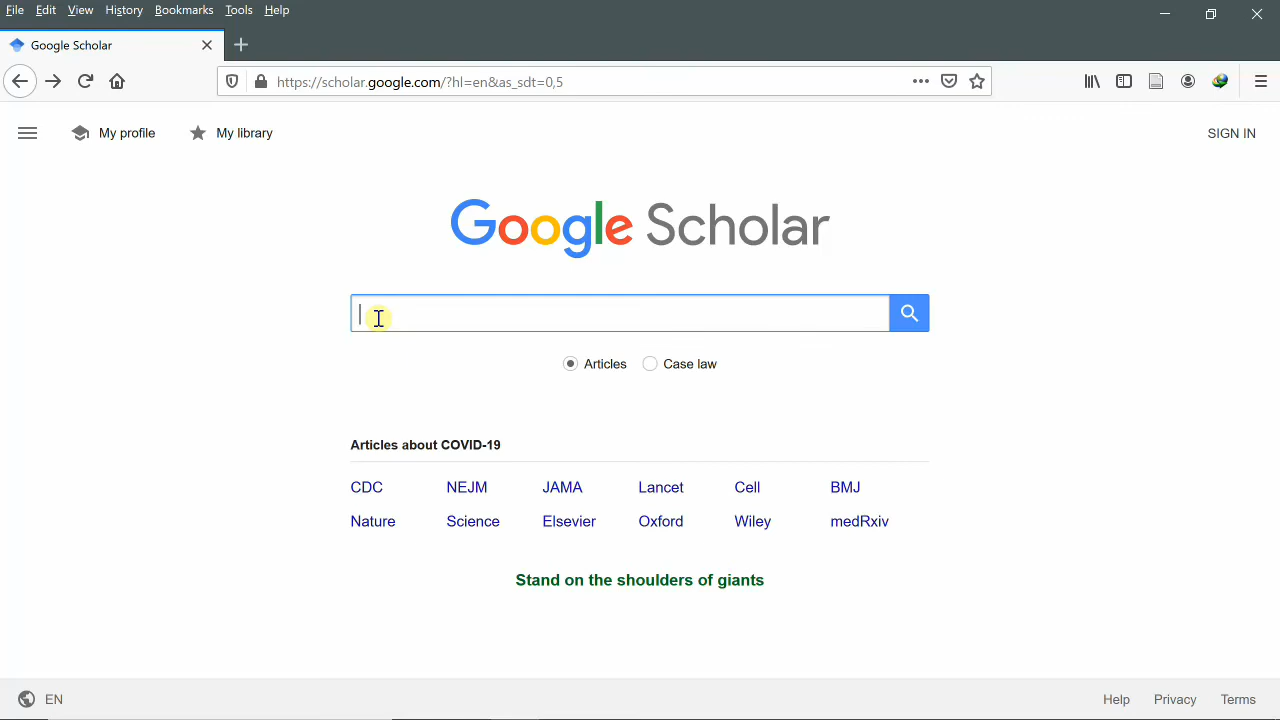 File Edit View History Bookmarks Tools Help
Google Scholar
https://scholar.google.com/?hl=en&as_sdt=0,5
My profile My library SIGN IN
Google Scholar
Articles Case law
Articles about COVID-19
CDC NEJM JAMA Lancet Cell BMJ
Nature Science Elsevier Oxford Wiley medRxiv
Stand on the shoulders of giants
EN Help Privacy Terms